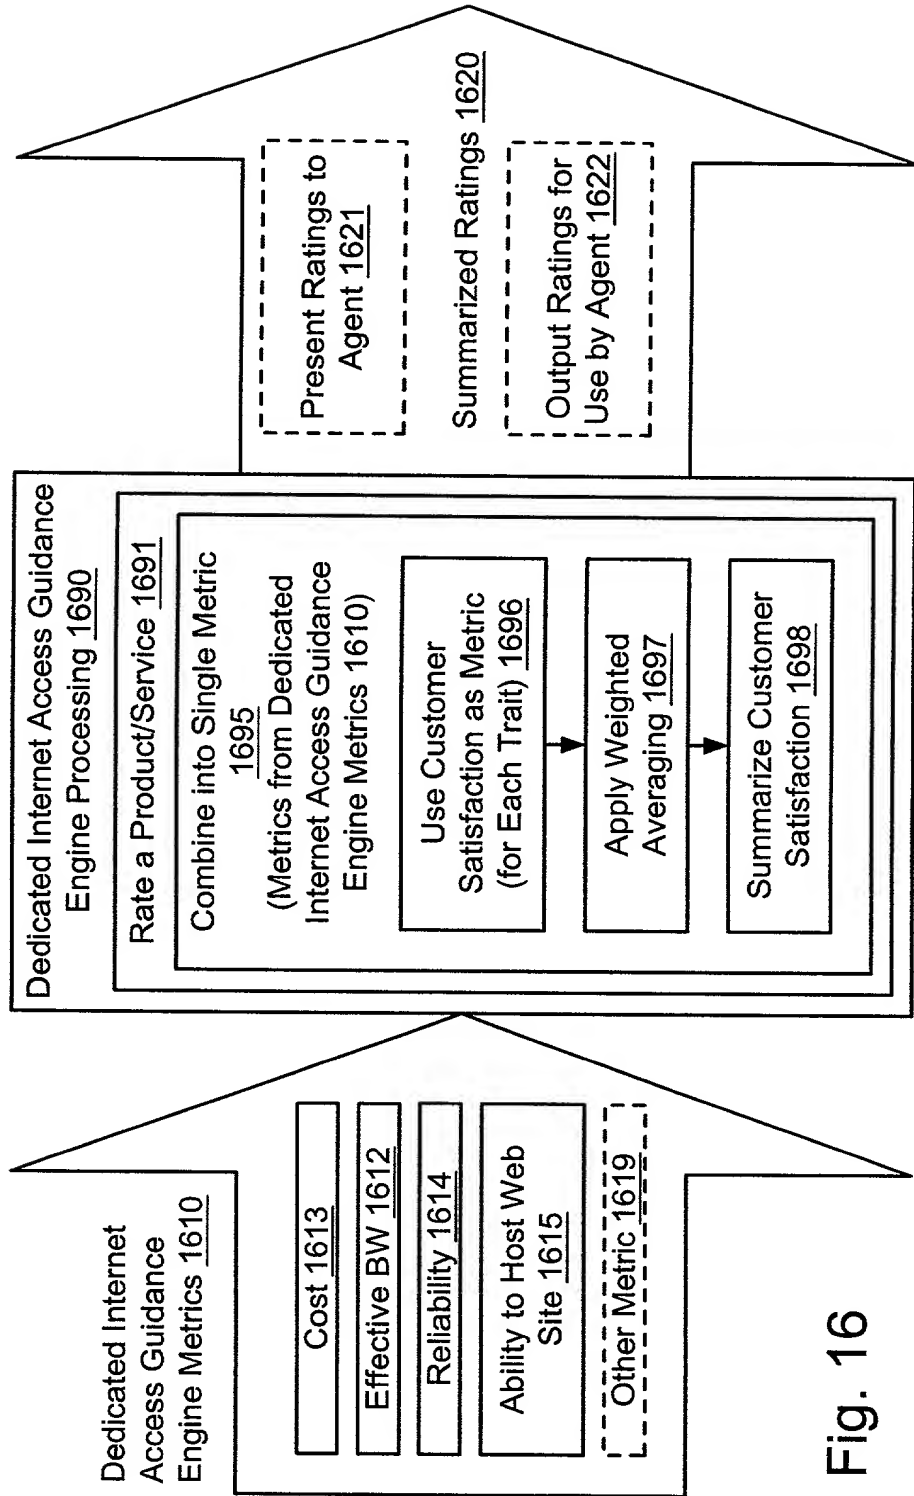 Dedicated Internet
Access Guidance
Engine Metrics 1610
Cost 1613
Effective BW 1612
Reliability 1614
Ability to Host Web
Site 1615
Other Metric 1619
Dedicated Internet Access Guidance
Engine Processing 1690
Rate a Product/Service 1691
Combine into Single Metric
1695
(Metrics from Dedicated
Internet Access Guidance
Engine Metrics 1610)
Use Customer
Satisfaction as Metric
(for Each Trait) 1696
Apply Weighted
Averaging 1697
Summarize Customer
Satisfaction 1698
Present Ratings to
Agent 1621
Summarized Ratings 1620
Output Ratings for
Use by Agent 1622
Fig. 16